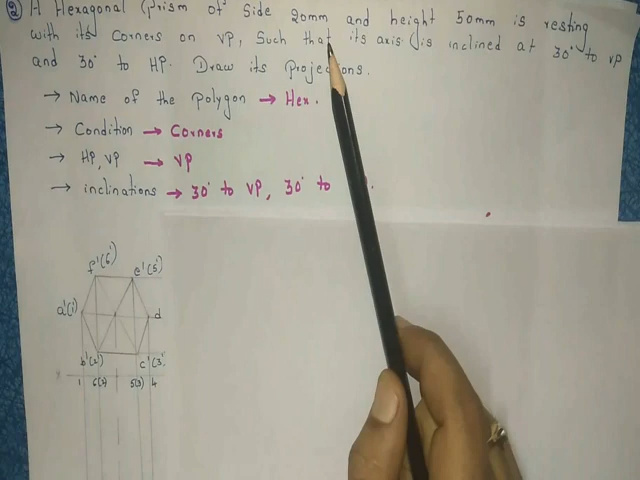 ② A Hexagonal Prism of Side 20mm and height 50mm is resting
with its Corners on VP, Such that its axis is inclined at 30° to VP
and 30° to HP. Draw its Projections.
→ Name of the polygon → Hex.
→ Condition → Corners
→ HP, VP → VP
→ inclinations → 30° to VP, 30° to
f'(6') e'(5')
a'(1') d
b'(2') c'(3')
1 6(2) 5(3) 4